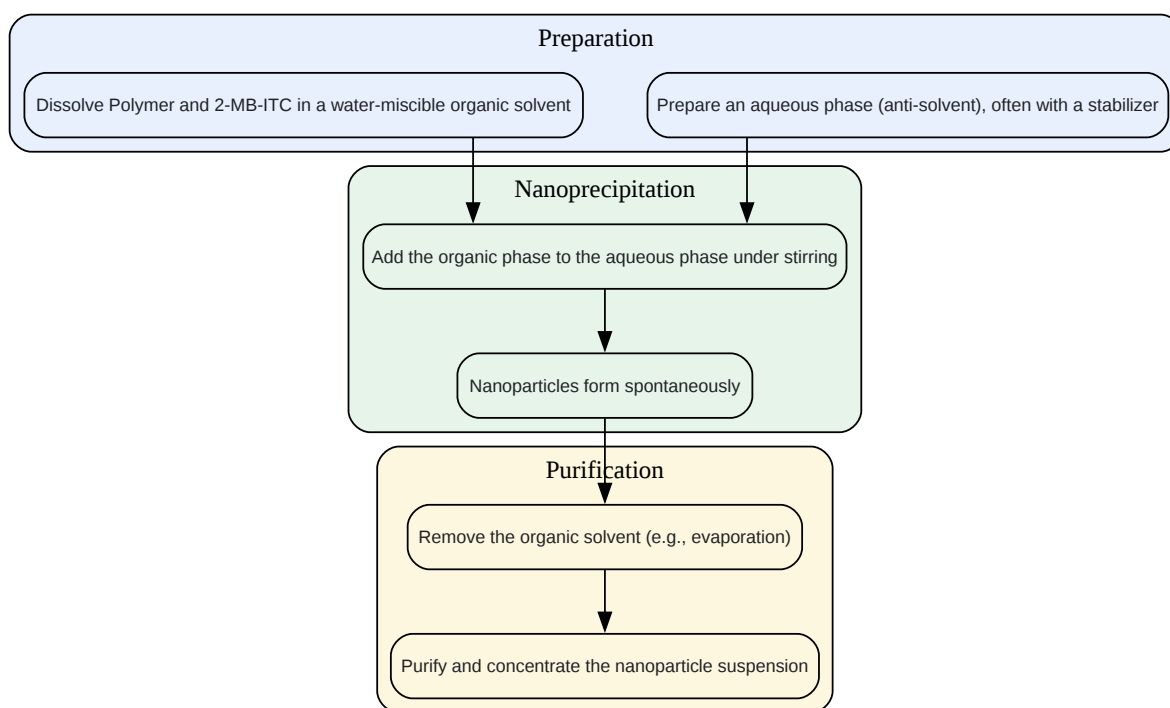 Preparation
Dissolve Polymer and 2-MB-ITC in a water-miscible organic solvent
Prepare an aqueous phase (anti-solvent), often with a stabilizer
Nanoprecipitation
Add the organic phase to the aqueous phase under stirring
Nanoparticles form spontaneously
Purification
Remove the organic solvent (e.g., evaporation)
Purify and concentrate the nanoparticle suspension